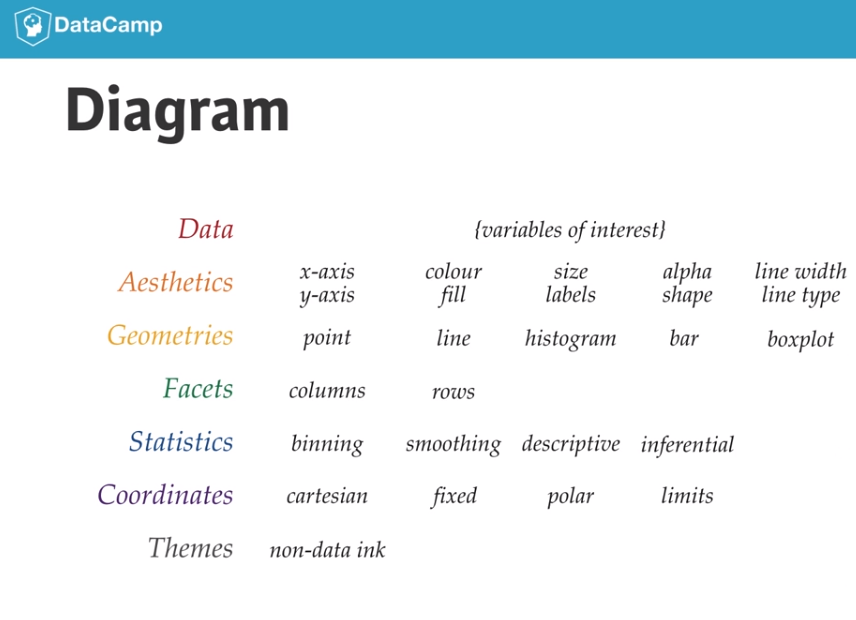 DataCamp
Diagram
Data {variables of interest}
Aesthetics x-axis colour size alpha line width
y-axis fill labels shape line type
Geometries point line histogram bar boxplot
Facets columns rows
Statistics binning smoothing descriptive inferential
Coordinates cartesian fixed polar limits
Themes non-data ink